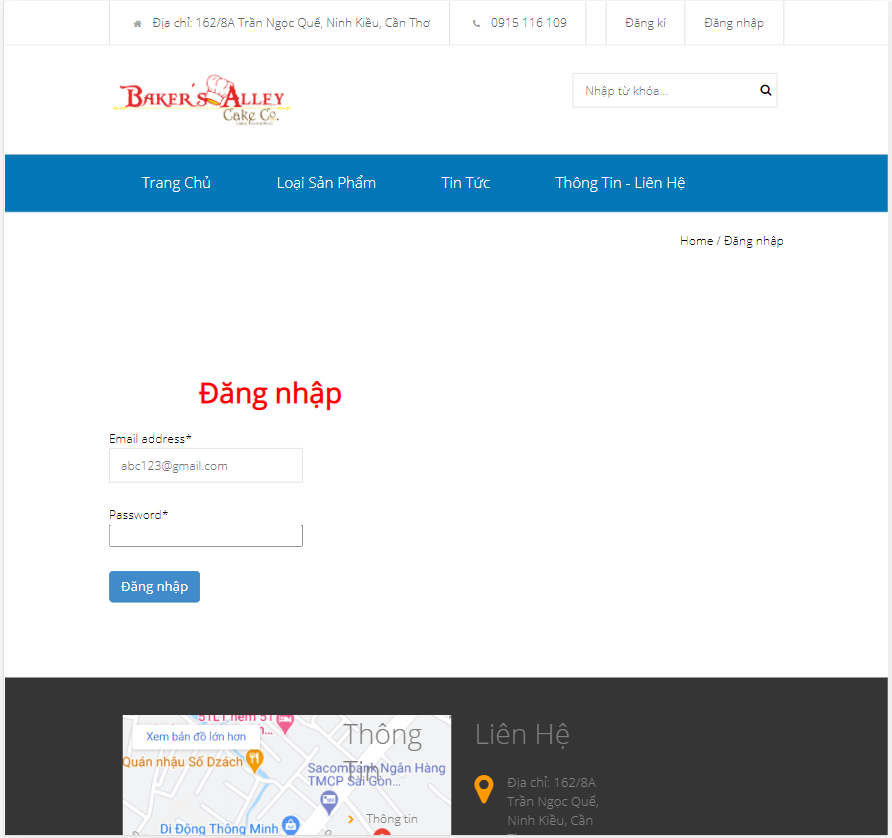 Địa chỉ: 162/8A Trần Ngọc Quế, Ninh Kiều, Cần Thơ
0915 116 109
Đăng kí
Đăng nhập
BAKER'S ALLEY
Cake Co.
Nhập từ khóa...
Trang Chủ
Loại Sản Phẩm
Tin Tức
Thông Tin - Liên Hệ
Home / Đăng nhập
Đăng nhập
Email address*
abc123@gmail.com
Password*
Đăng nhập
Xem bản đồ lớn hơn
Quán nhậu Số Dzách
Sacombank Ngân Hàng
TMCP Sài Gòn...
Di Động Thông Minh
Thông
Tin
Thông tin
Liên Hệ
Địa chỉ: 162/8A
Trần Ngọc Quế,
Ninh Kiều, Cần